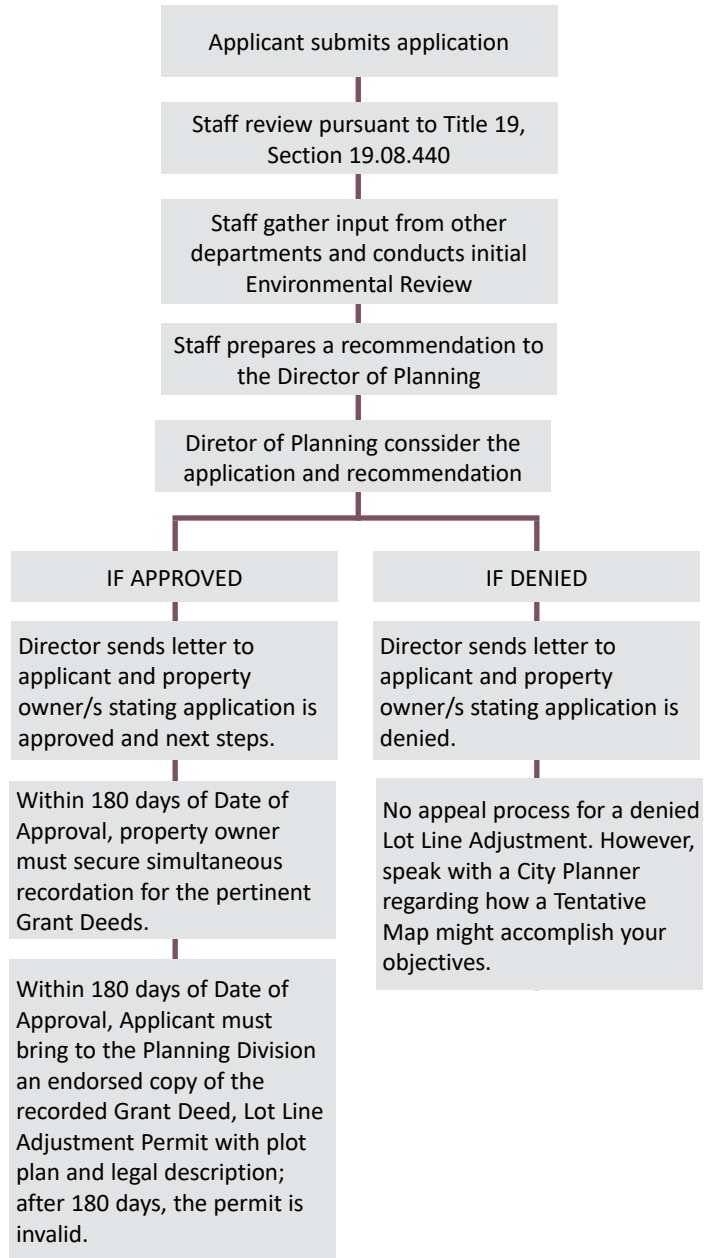 Applicant submits application
Staff review pursuant to Title 19,
Section 19.08.440
Staff gather input from other
departments and conducts initial
Environmental Review
Staff prepares a recommendation to
the Director of Planning
Diretor of Planning conssider the
application and recommendation
IF APPROVED
Director sends letter to
applicant and property
owner/s stating application is
approved and next steps.
Within 180 days of Date of
Approval, property owner
must secure simultaneous
recordation for the pertinent
Grant Deeds.
Within 180 days of Date of
Approval, Applicant must
bring to the Planning Division
an endorsed copy of the
recorded Grant Deed, Lot Line
Adjustment Permit with plot
plan and legal description;
after 180 days, the permit is
invalid.
IF DENIED
Director sends letter to
applicant and property
owner/s stating application is
denied.
No appeal process for a denied
Lot Line Adjustment. However,
speak with a City Planner
regarding how a Tentative
Map might accomplish your
objectives.